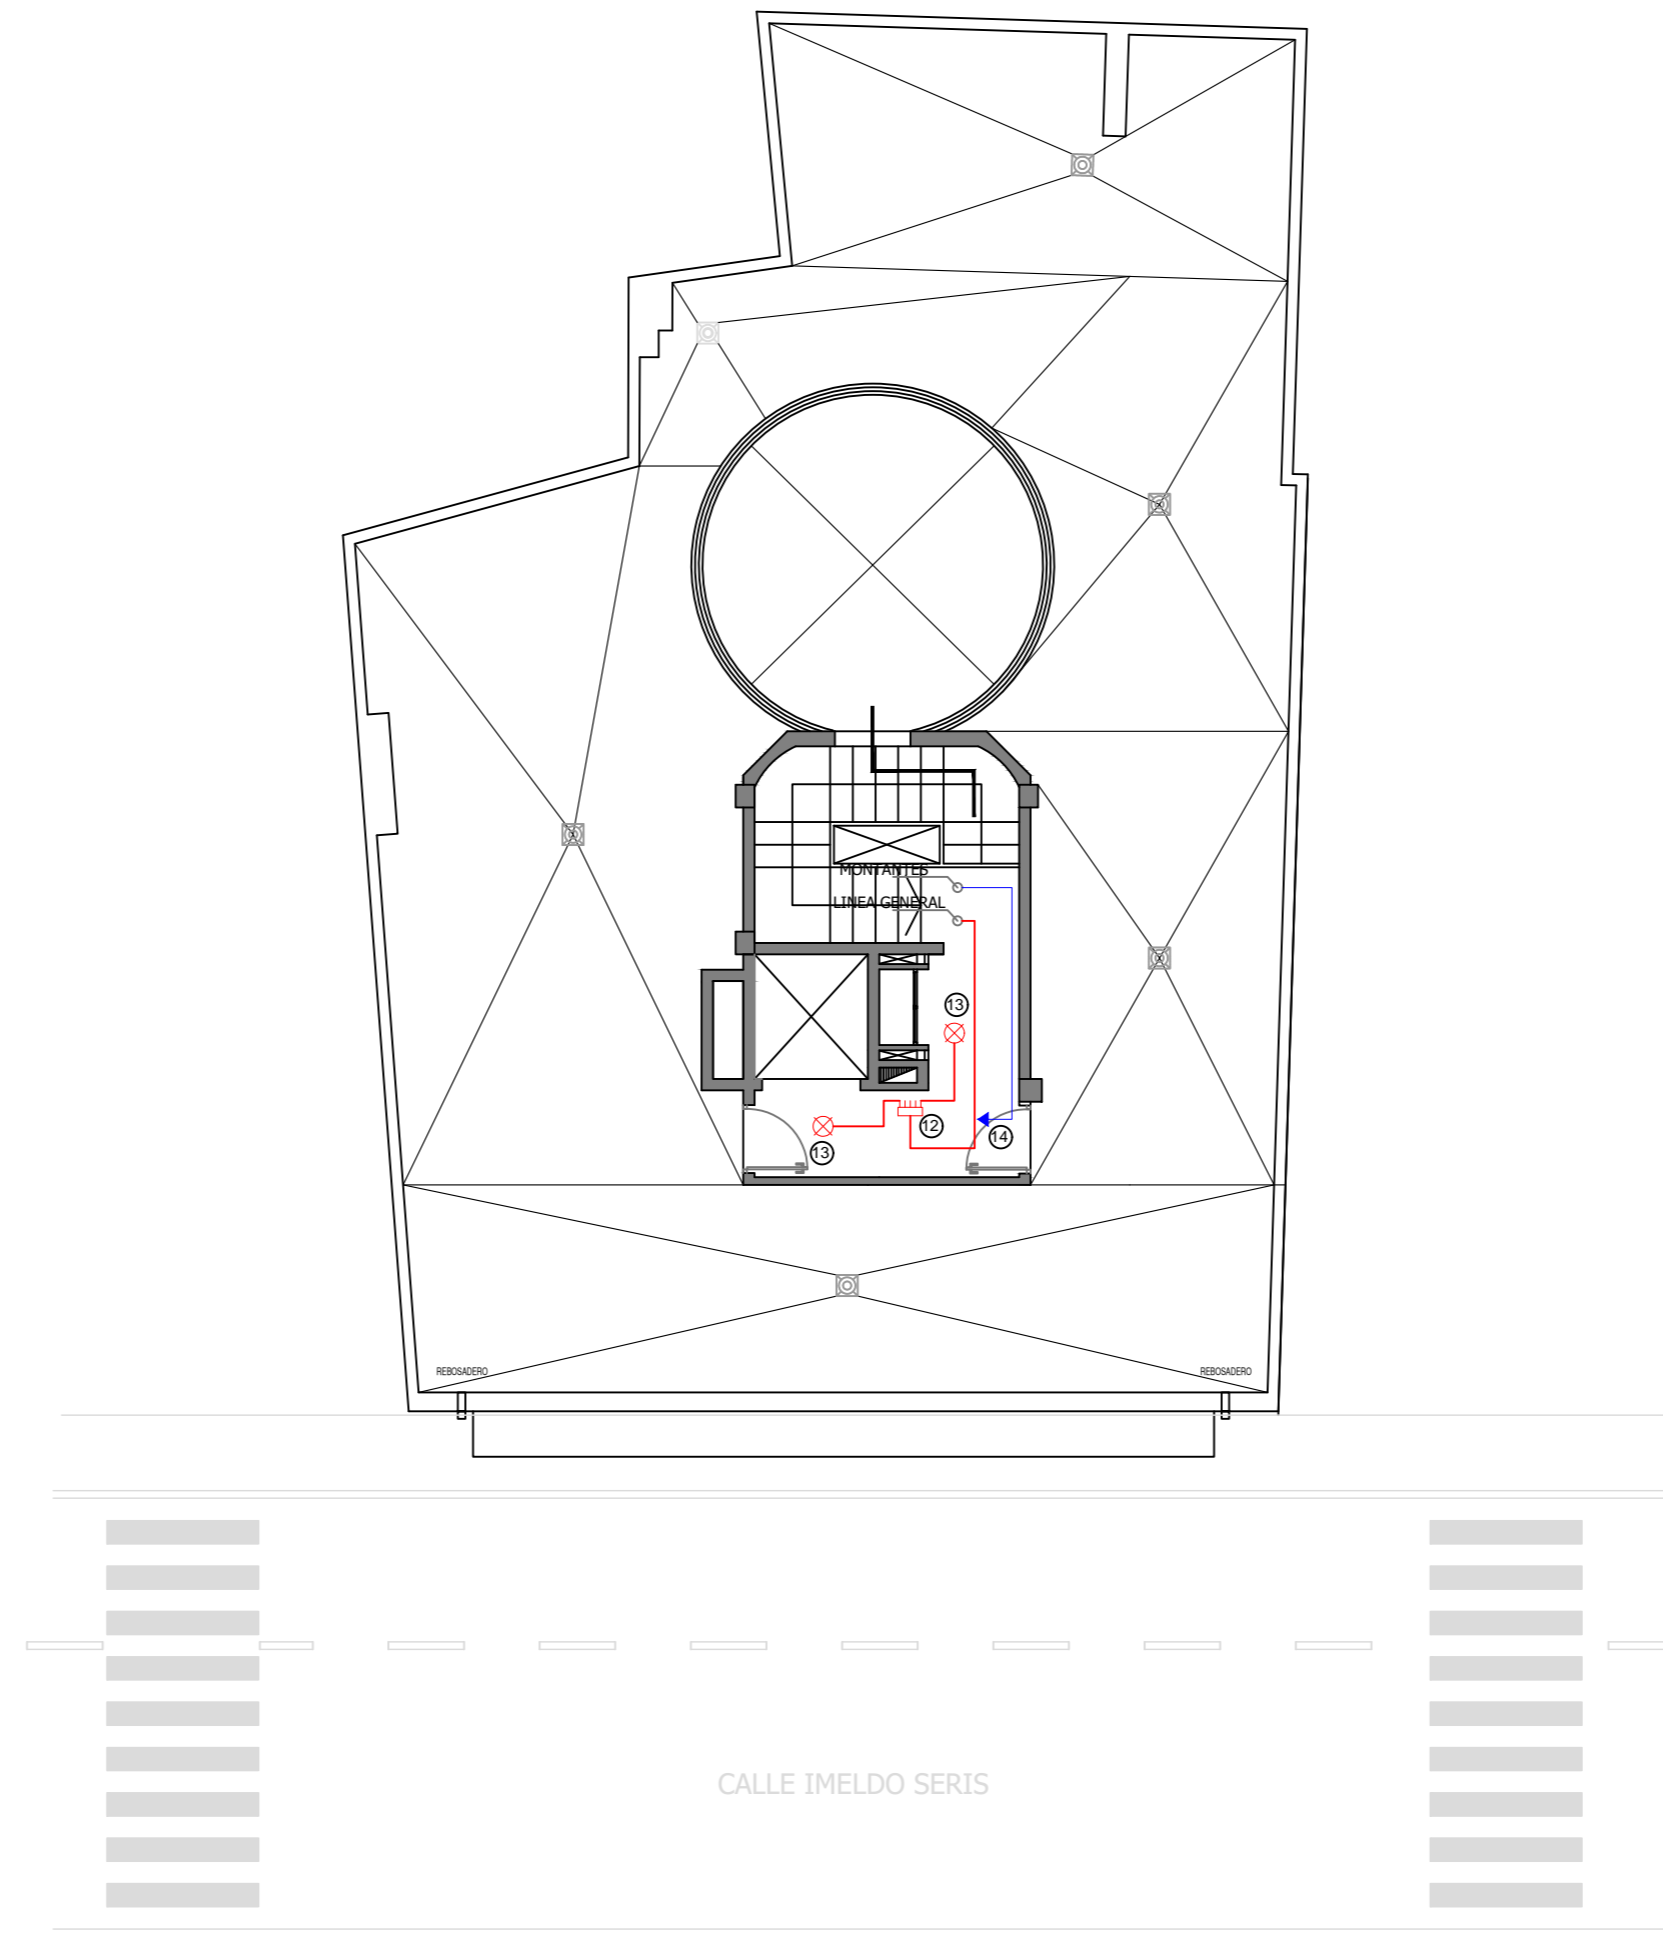 MONTANTES
LINEA GENERAL
13
12
14
13
REBOSADERO
REBOSADERO
CALLE IMELDO SERIS